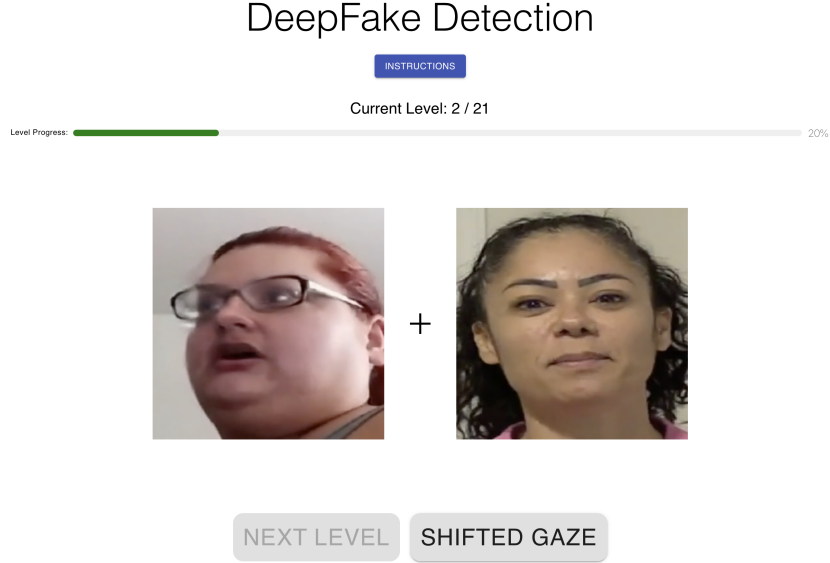 DeepFake Detection
INSTRUCTIONS
Current Level: 2 / 21
Level Progress: 20%
+
NEXT LEVEL SHIFTED GAZE